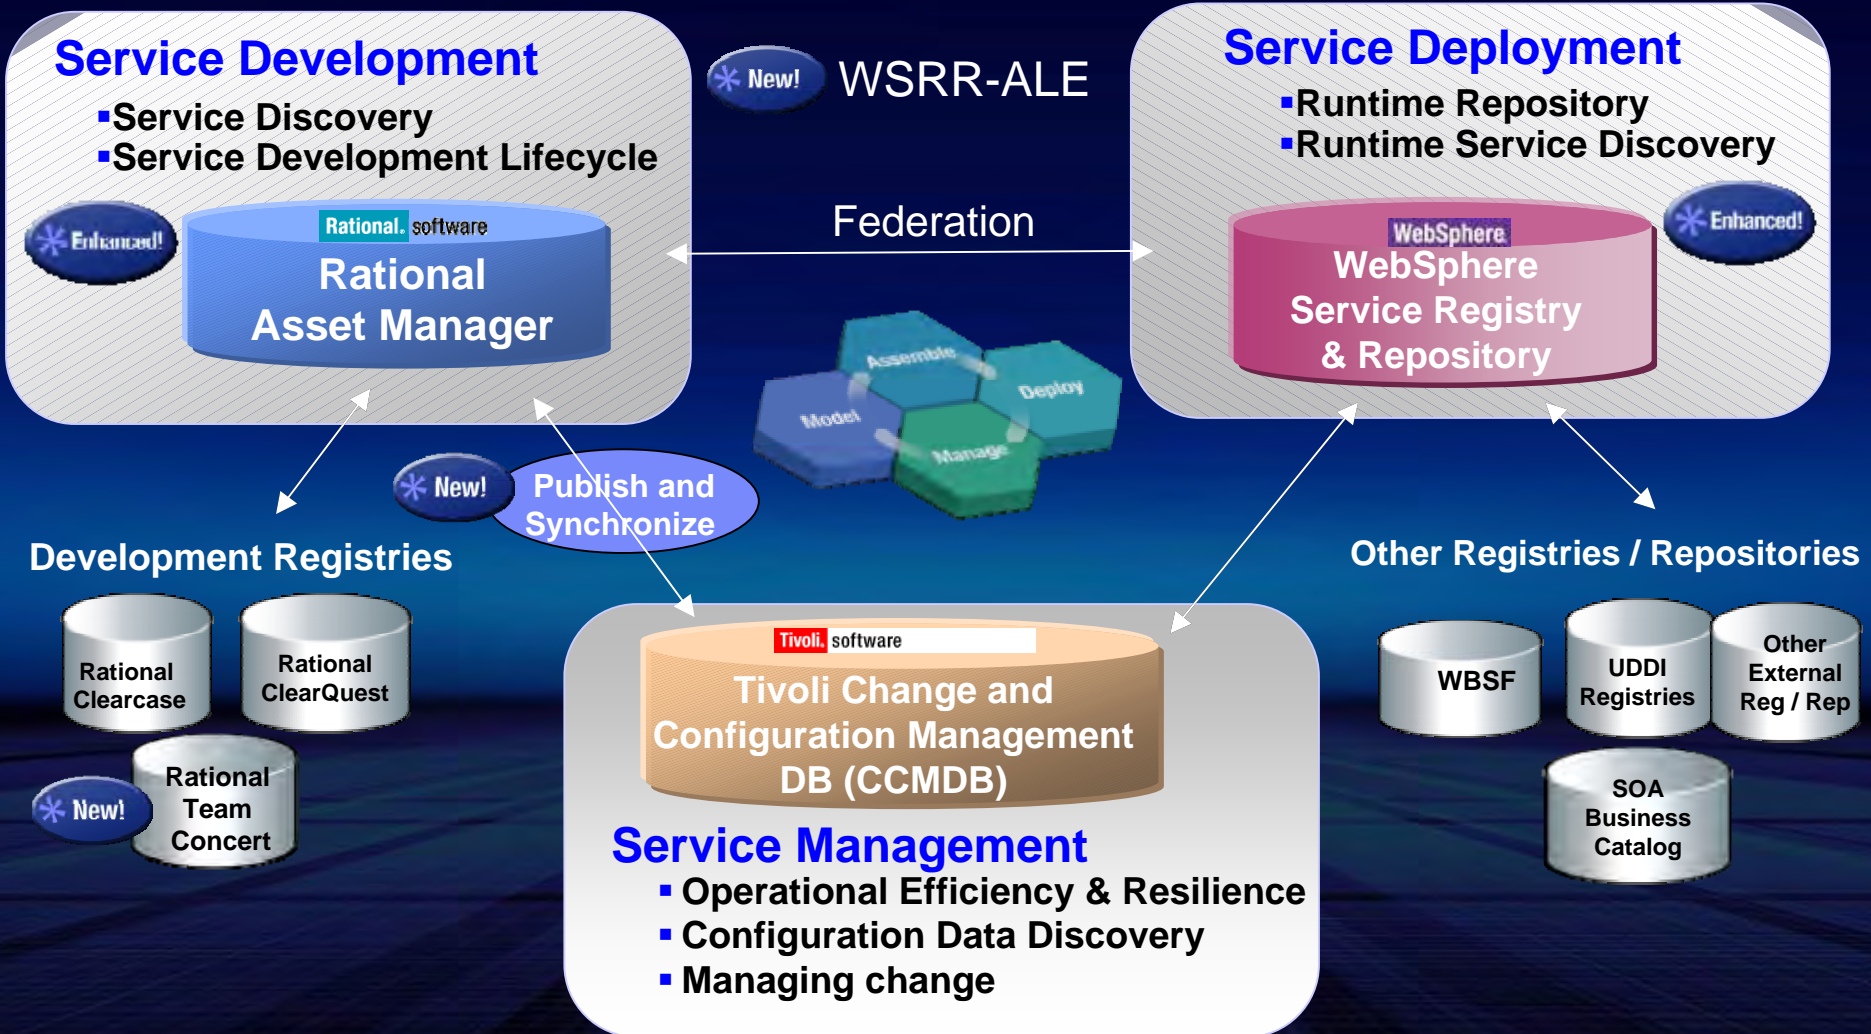 Service Development
▪Service Discovery
▪Service Development Lifecycle
Enhanced!
Rational. software
Rational
Asset Manager
New! WSRR-ALE
Federation
Service Deployment
▪Runtime Repository
▪Runtime Service Discovery
Enhanced!
WebSphere.
WebSphere
Service Registry
& Repository
Assemble
Deploy
Model
Manage
New!
Publish and
Synchronize
Development Registries
Rational
Clearcase
Rational
ClearQuest
New!
Rational
Team
Concert
Tivoli. software
Tivoli Change and
Configuration Management
DB (CCMDB)
Service Management
▪ Operational Efficiency & Resilience
▪ Configuration Data Discovery
▪ Managing change
Other Registries / Repositories
WBSF
UDDI
Registries
Other
External
Reg / Rep
SOA
Business
Catalog